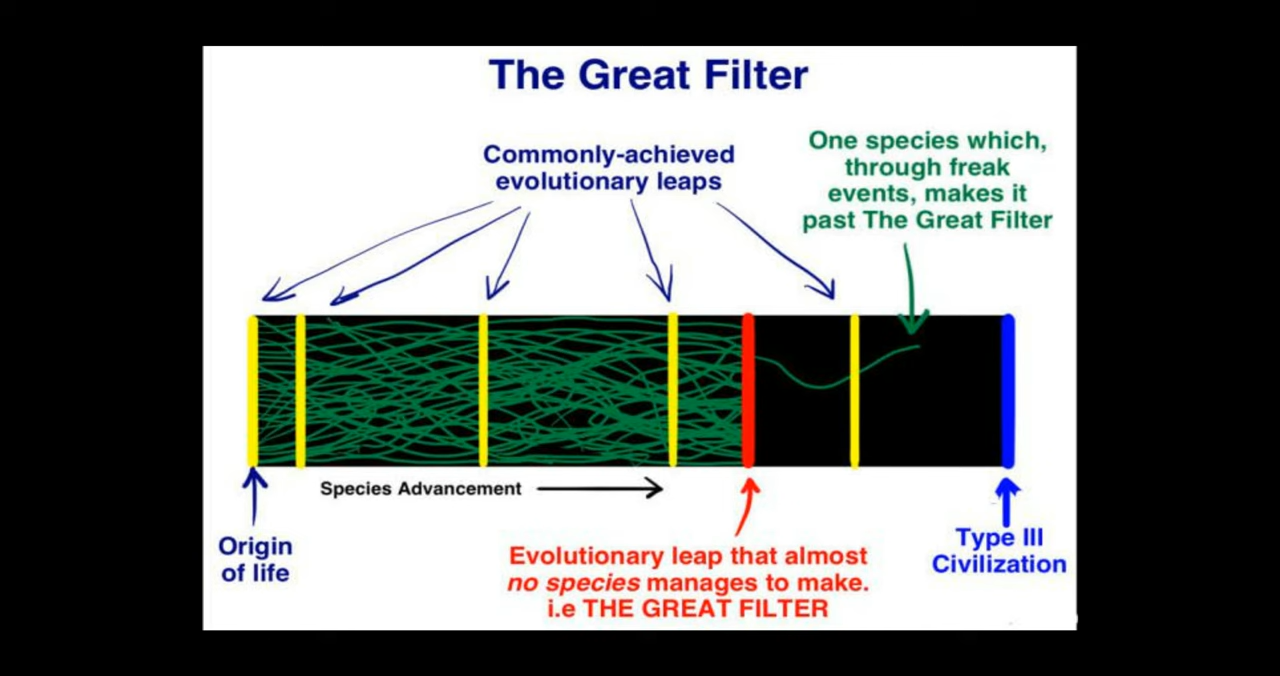 The Great Filter
Commonly-achieved
evolutionary leaps
One species which,
through freak
events, makes it
past The Great Filter
Species Advancement
Origin
of life
Evolutionary leap that almost
no species manages to make.
i.e THE GREAT FILTER
Type III
Civilization